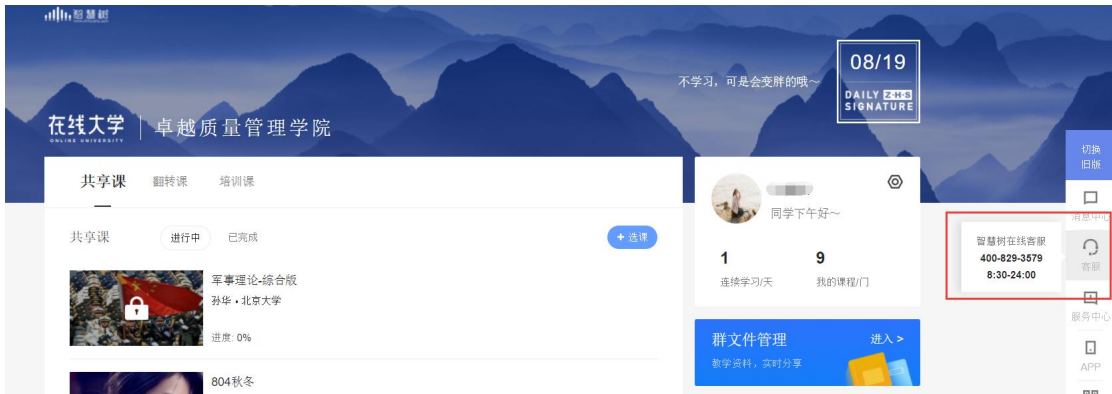 智慧树
不学习，可是会变胖的哦～
08/19
DAILY Z·H·S
SIGNATURE
在线大学
ONLINE UNIVERSITY
卓越质量管理学院
切换
旧版
共享课
翻转课
培训课
同学下午好～
消息中心
共享课
进行中
已完成
+ 选课
智慧树在线客服
400-829-3579
8:30-24:00
客服
1
9
连续学习/天
我的课程/门
军事理论-综合版
孙华 • 北京大学
进度: 0%
服务中心
群文件管理
进入 >
教学资料，实时分享
APP
804秋冬